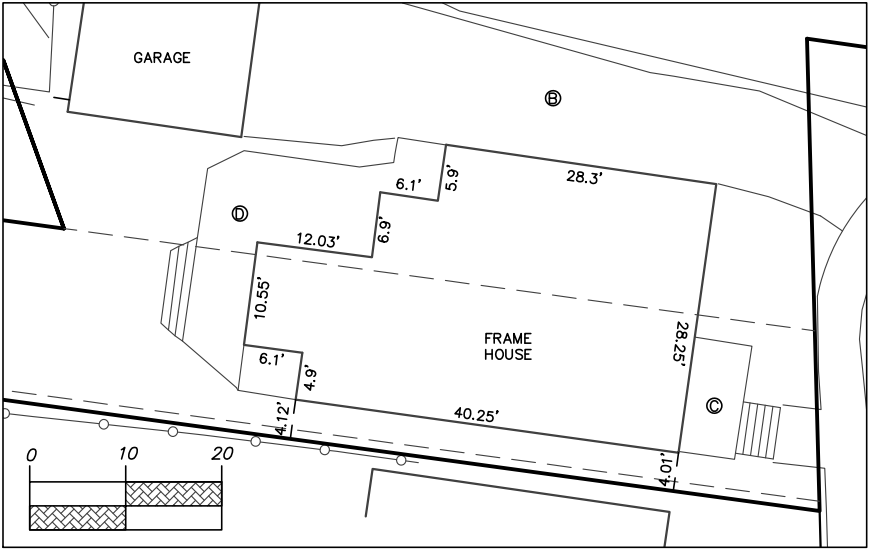 GARAGE
B
6.1'
5.9'
28.3'
D
6.9'
12.03'
10.55'
FRAME
HOUSE
28.25'
6.1'
4.9'
C
40.25'
4.12'
4.01'
0 10 20